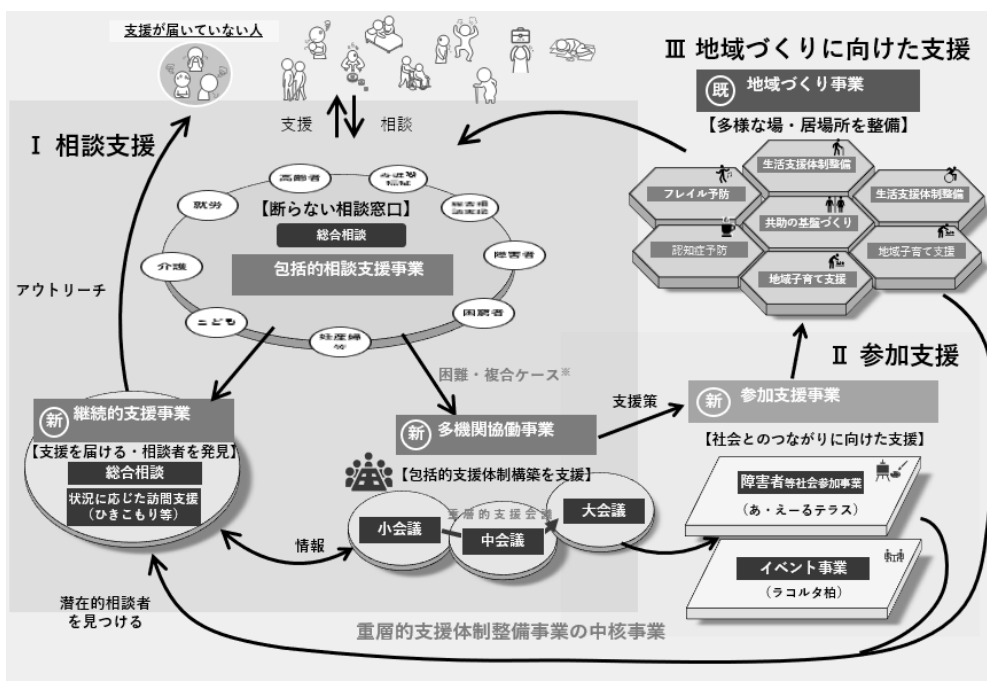 支援が届いていない人
支援
相談
Ⅰ 相談支援
高齢者
就労
介護
こども
妊産婦
等
困窮者
障害者
【断らない相談窓口】
総合相談
包括的相談支援事業
アウトリーチ
困難・複合ケース※
新 継続的支援事業
【支援を届ける・相談者を発見】
総合相談
状況に応じた訪問支援
（ひきこもり等）
新 多機関協働事業
【包括的支援体制構築を支援】
重層的支援会議
小会議
中会議
大会議
情報
潜在的相談者
を見つける
重層的支援体制整備事業の中核事業
支援策
Ⅱ 参加支援
新 参加支援事業
【社会とのつながりに向けた支援】
障害者等社会参加事業
（あ・えーるテラス）
イベント事業
（ラコルタ柏）
Ⅲ 地域づくりに向けた支援
既 地域づくり事業
【多様な場・居場所を整備】
生活支援体制整備
フレイル予防
生活支援体制整備
共助の基盤づくり
認知症予防
地域子育て支援
地域子育て支援